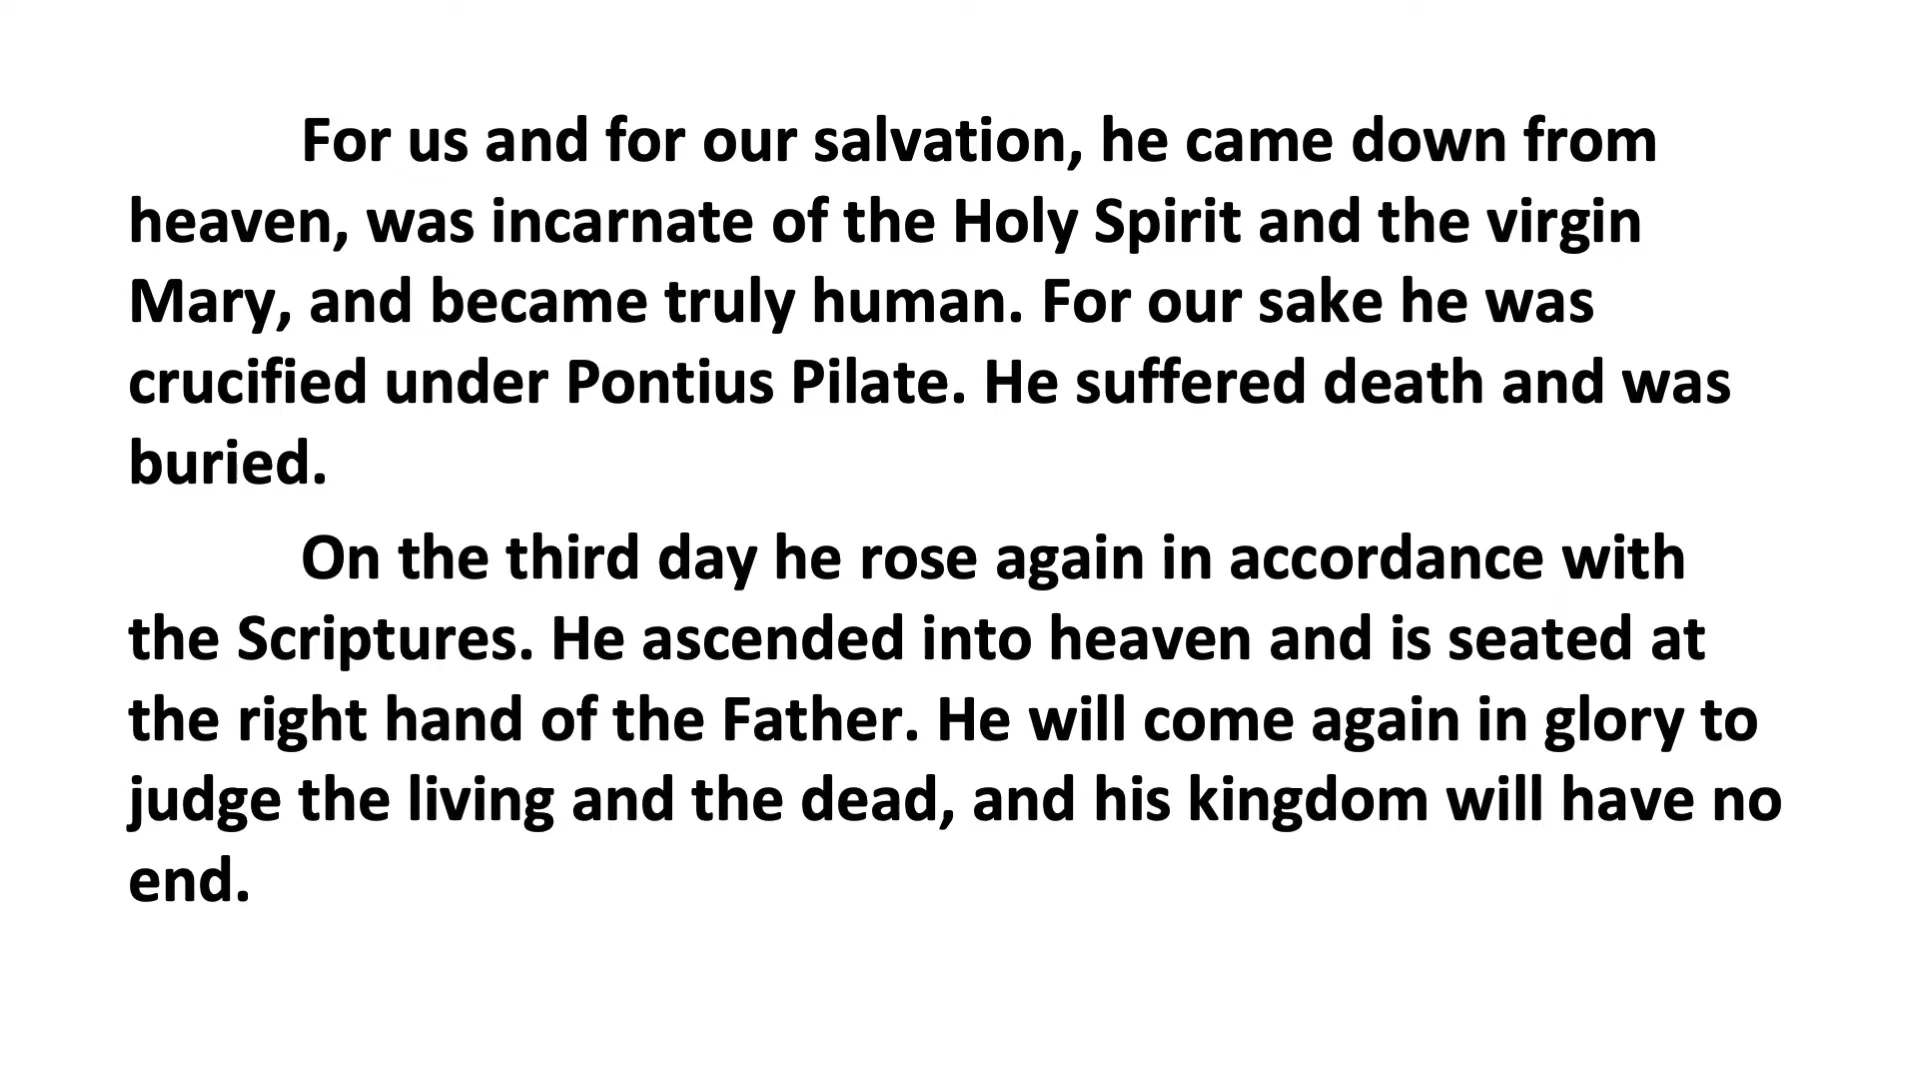 For us and for our salvation, he came down from
heaven, was incarnate of the Holy Spirit and the virgin
Mary, and became truly human. For our sake he was
crucified under Pontius Pilate. He suffered death and was
buried.
On the third day he rose again in accordance with
the Scriptures. He ascended into heaven and is seated at
the right hand of the Father. He will come again in glory to
judge the living and the dead, and his kingdom will have no
end.